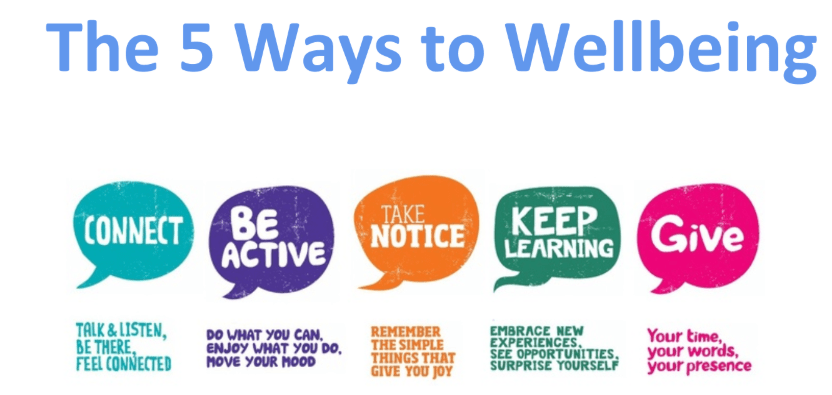 The 5 Ways to Wellbeing
CONNECT
BE
ACTIVE
TAKE
NOTICE
KEEP
LEARNING
Give
TALK & LISTEN,
BE THERE,
FEEL CONNECTED
DO WHAT YOU CAN,
ENJOY WHAT YOU DO,
MOVE YOUR MOOD
REMEMBER
THE SIMPLE
THINGS THAT
GIVE YOU JOY
EMBRACE NEW
EXPERIENCES,
SEE OPPORTUNITIES,
SURPRISE YOURSELF
Your time,
your words,
your presence